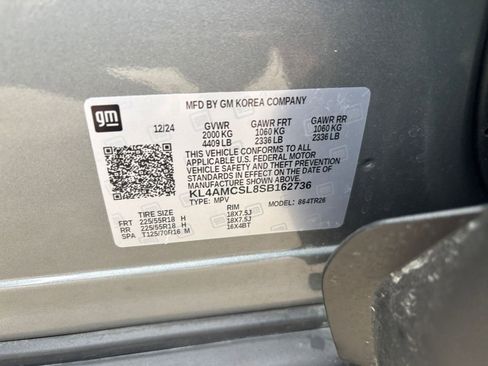 MFD BY GM KOREA COMPANY
gm
12/24 GVWR GAWR FRT GAWR RR
2000 KG 1060 KG 1060 KG
4409 LB 2336 LB 2336 LB
THIS VEHICLE CONFORMS TO ALL
APPLICABLE U.S. FEDERAL MOTOR
VEHICLE SAFETY AND THEFT PREVENTION
STANDARDS IN EFFECT ON THE DATE OF
MANUFACTURE SHOWN ABOVE.
KL4AMCSL8SB162736
TYPE: MPV MODEL: 864TR26
TIRE SIZE RIM
FRT 225/55R18 H 18X7.5J
RR 225/55R18 H 18X7.5J
SPA T125/70R16 M 16X4BT